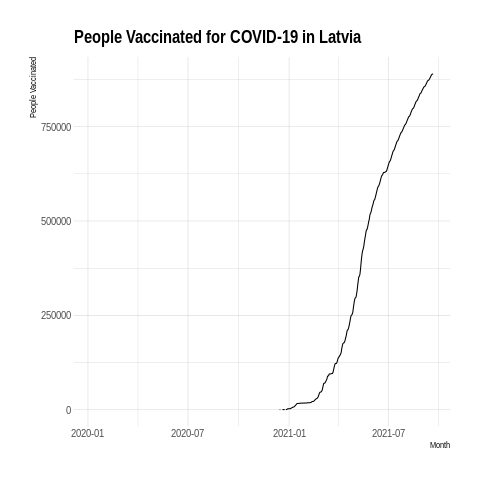 People Vaccinated for COVID-19 in Latvia
People Vaccinated
750000
500000
250000
0
2020-01 2020-07 2021-01 2021-07
Month